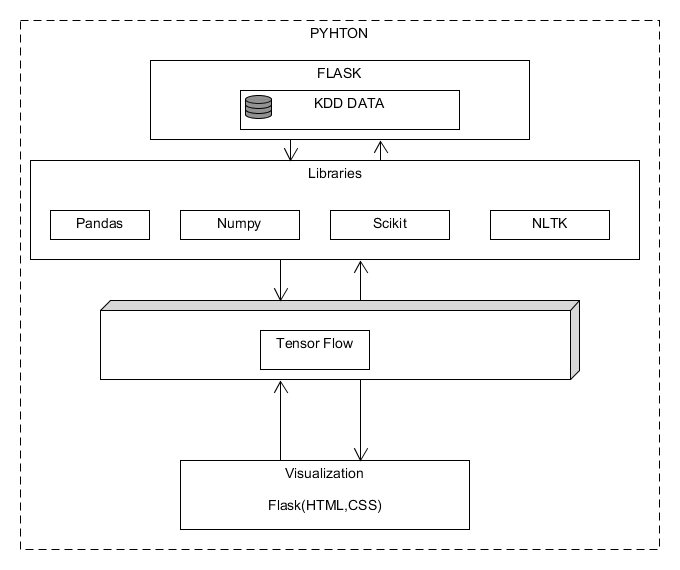 PYHTON
FLASK
KDD DATA
Libraries
Pandas
Numpy
Scikit
NLTK
Tensor Flow
Visualization
Flask(HTML,CSS)